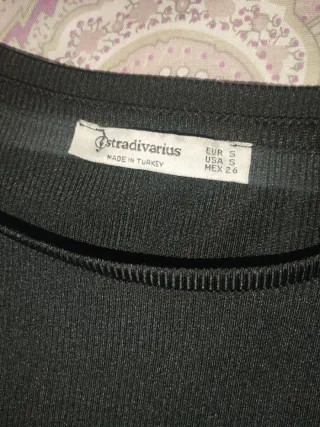 stradivarius
MADE IN TURKEY
EUR S
USA S
MEX 26